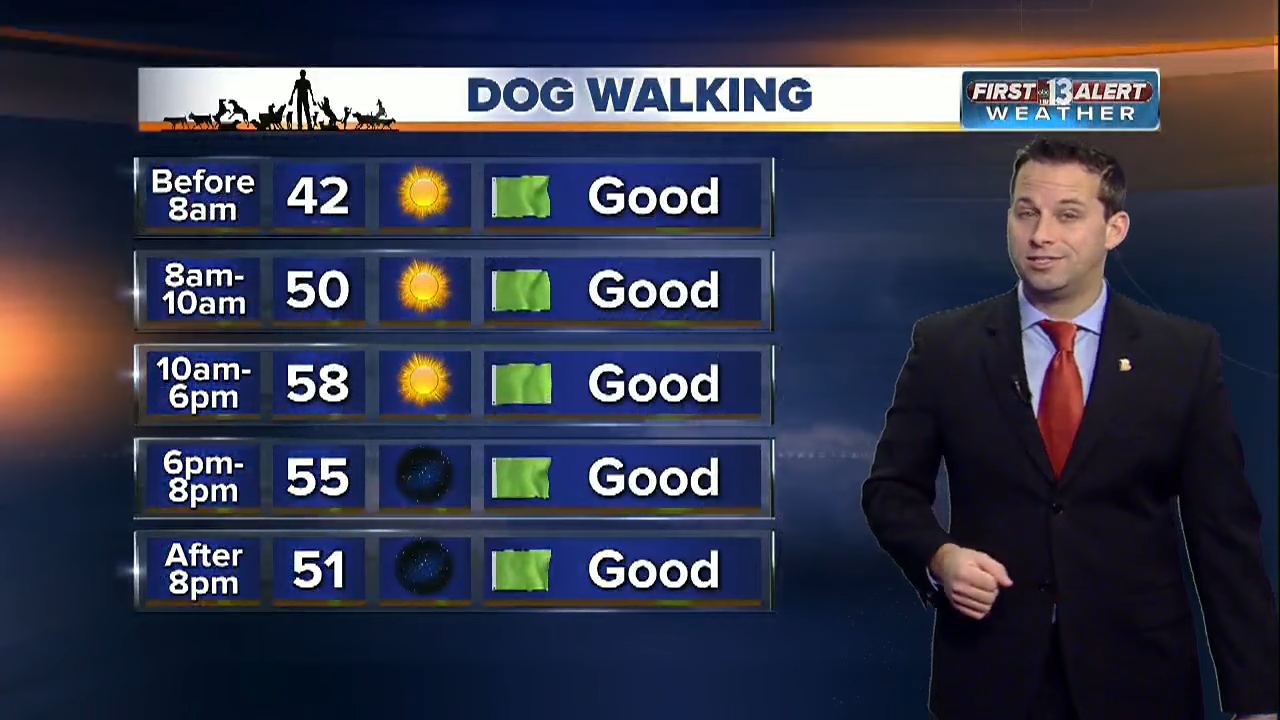 DOG WALKING
FIRST 13 ALERT
WEATHER
Before
8am
42
Good
8am-
10am
50
Good
10am-
6pm
58
Good
6pm-
8pm
55
Good
After
8pm
51
Good